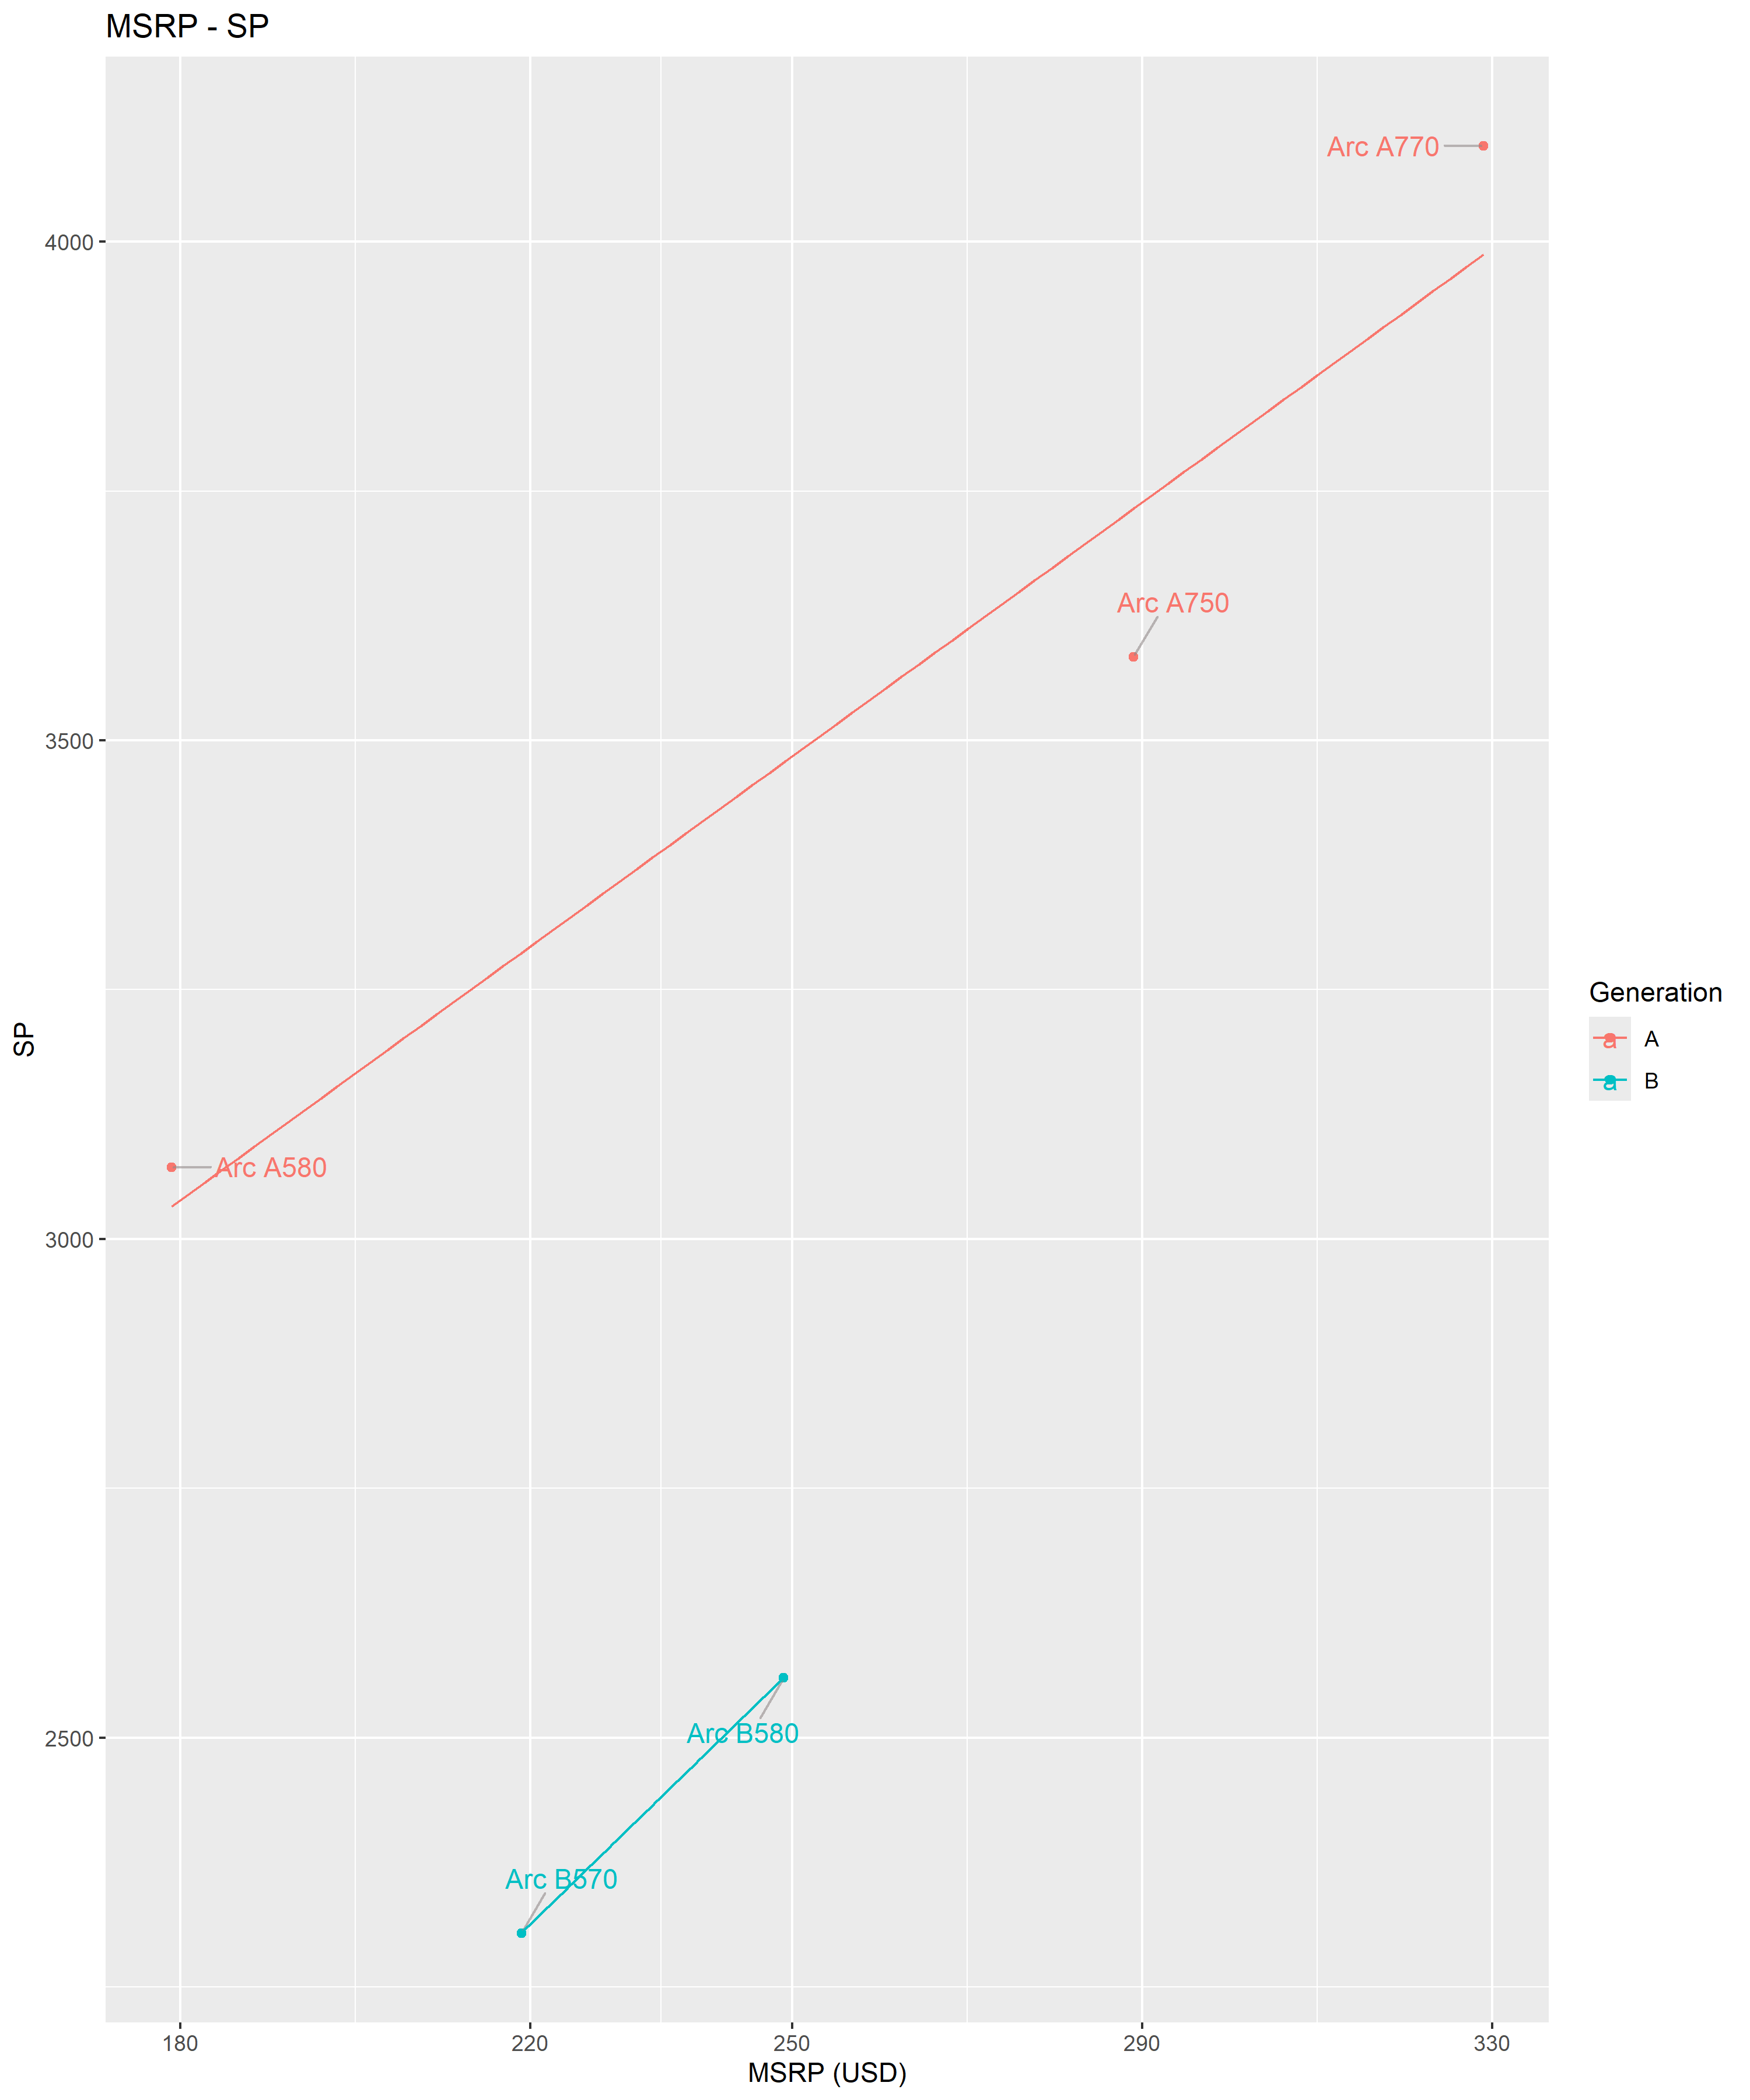 MSRP - SP
Arc A770
4000
Arc A750
3500
SP
Generation
a A
a B
Arc A580
3000
Arc B580
2500
Arc B570
180 220 250 290 330
MSRP (USD)